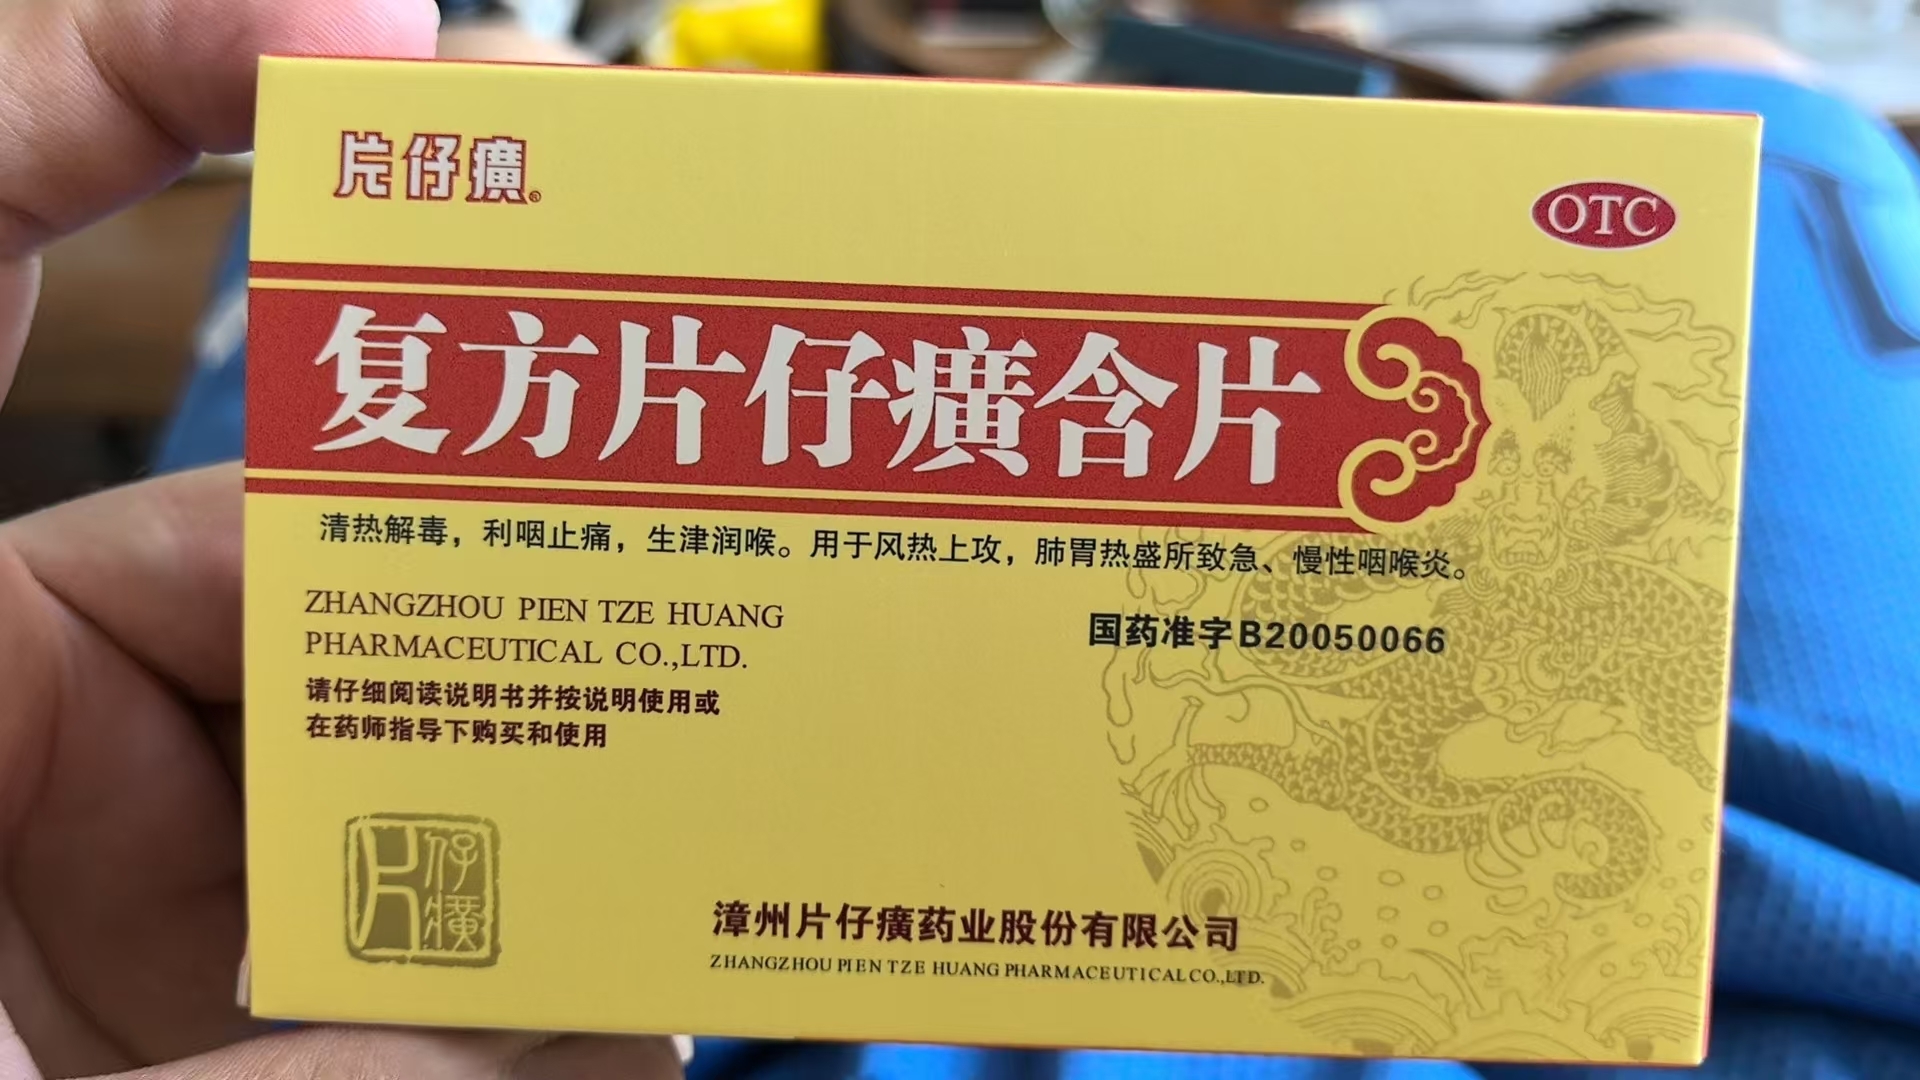 片仔癀®
OTC
复方片仔癀含片
清热解毒，利咽止痛，生津润喉。用于风热上攻，肺胃热盛所致急、慢性咽喉炎。
ZHANGZHOU PIEN TZE HUANG
PHARMACEUTICAL CO.,LTD.
国药准字B20050066
请仔细阅读说明书并按说明使用或
在药师指导下购买和使用
片仔癀
漳州片仔癀药业股份有限公司
ZHANGZHOU PIEN TZE HUANG PHARMACEUTICAL CO.,LTD.